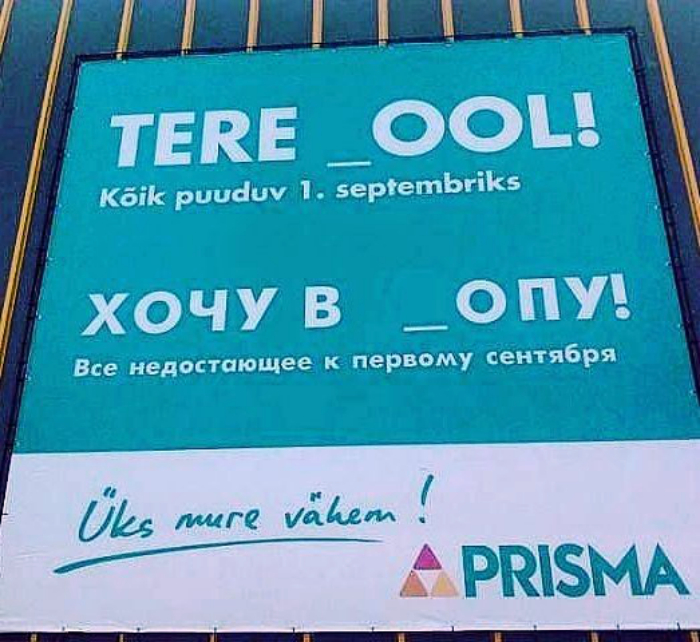 TERE _OOL!
Kõik puuduv 1. septembriks
ХОЧУ В _ОПУ!
Все недостающее к первому сентября
Üks mure vähem!
PRISMA